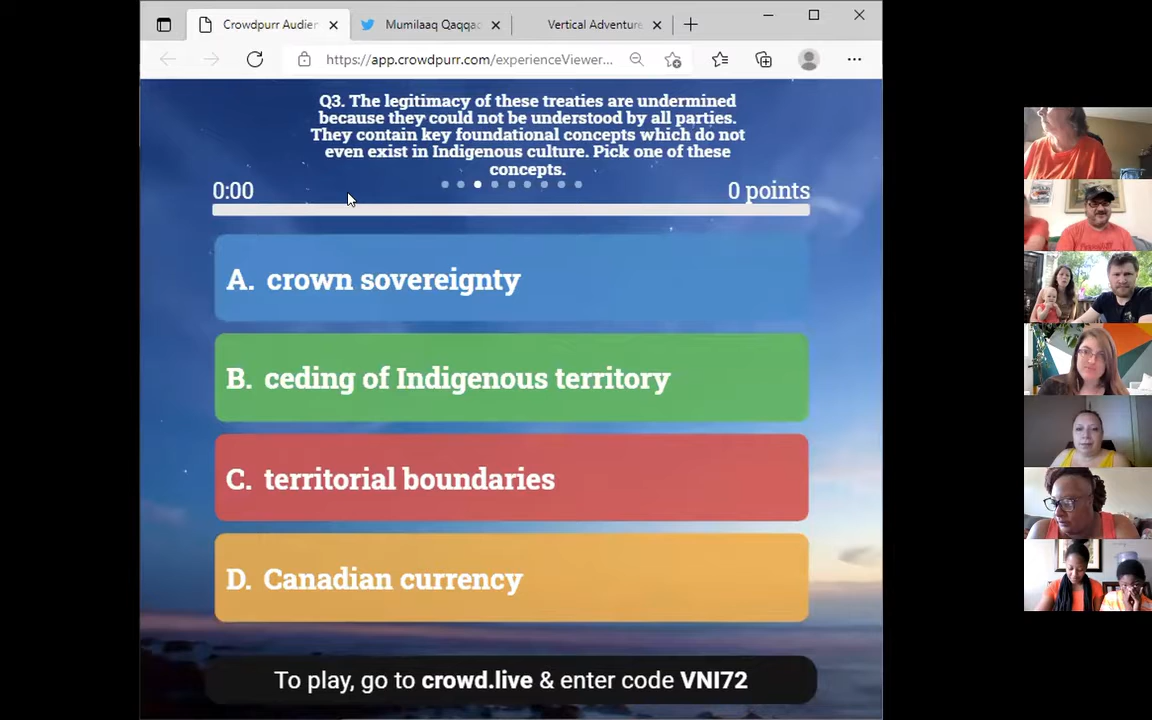 Crowdpurr Audien
Mumilaaq Qaqqaq
Vertical Adventure
https://app.crowdpurr.com/experienceViewer...
Q3. The legitimacy of these treaties are undermined
because they could not be understood by all parties.
They contain key foundational concepts which do not
even exist in Indigenous culture. Pick one of these
concepts.
0:00
0 points
A. crown sovereignty
B. ceding of Indigenous territory
C. territorial boundaries
D. Canadian currency
To play, go to crowd.live & enter code VNI72